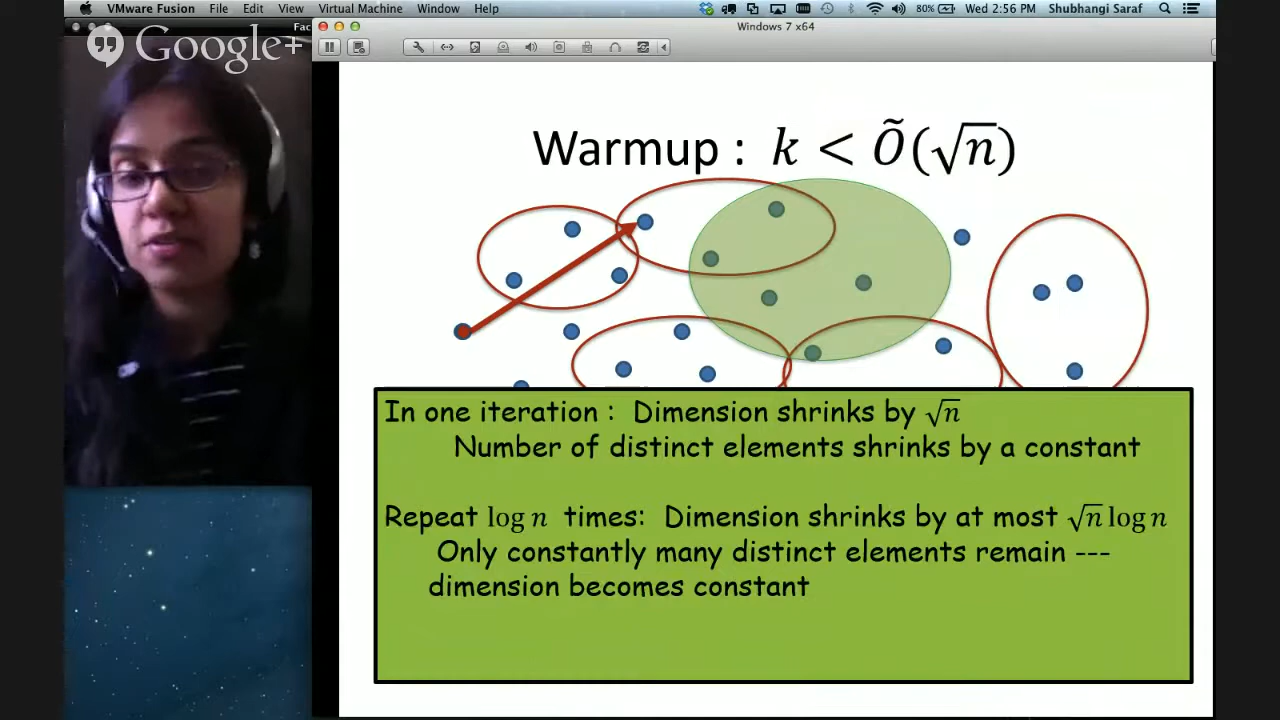 VMware Fusion File Edit View Virtual Machine Window Help 80% Wed 2:56 PM Shubhangi Saraf
Fac
Windows 7 x64
Google+
Warmup : k < Õ(√n)
In one iteration : Dimension shrinks by √n
Number of distinct elements shrinks by a constant
Repeat log n times: Dimension shrinks by at most √n log n
Only constantly many distinct elements remain ---
dimension becomes constant